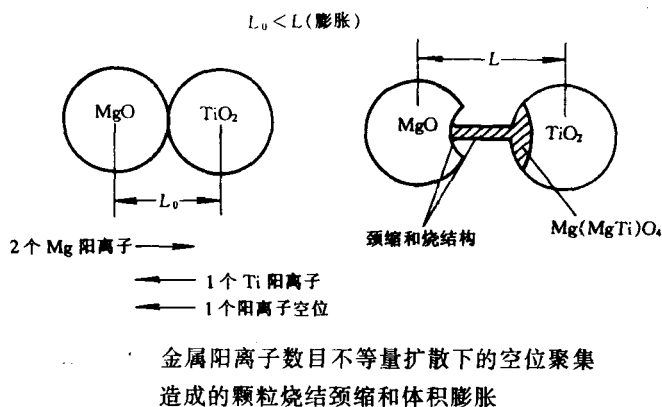 L₀<L(膨胀)
L
MgO
TiO₂
MgO
TiO₂
L₀
2个 Mg 阳离子
颈缩和烧结构
Mg(MgTi)O₄
1个 Ti 阳离子
1个阳离子空位
金属阳离子数目不等量扩散下的空位聚集
造成的颗粒烧结颈缩和体积膨胀